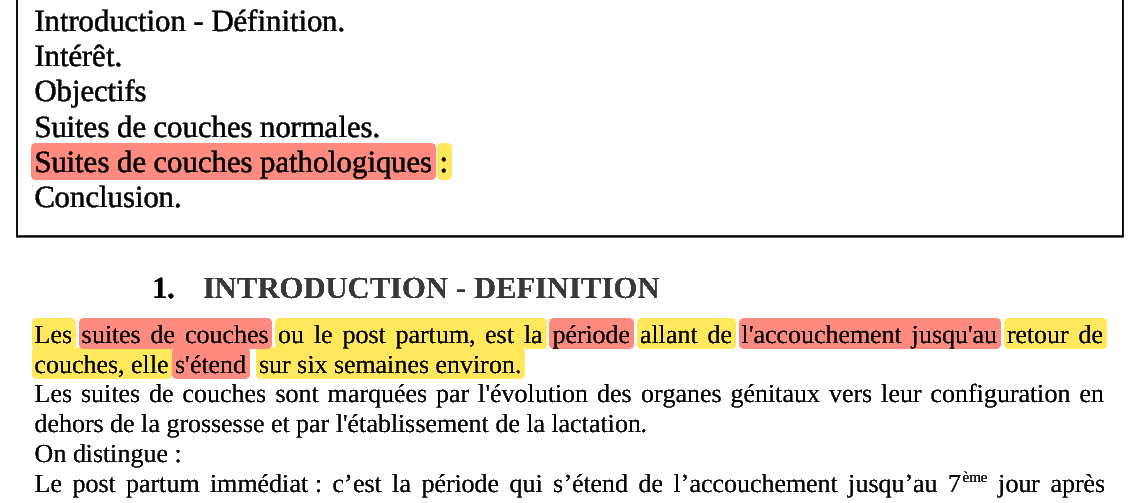 Introduction - Définition.
Intérêt.
Objectifs
Suites de couches normales.
Suites de couches pathologiques :
Conclusion.
1. INTRODUCTION - DEFINITION
Les suites de couches ou le post partum, est la période allant de l'accouchement jusqu'au retour de
couches, elle s'étend sur six semaines environ.
Les suites de couches sont marquées par l'évolution des organes génitaux vers leur configuration en
dehors de la grossesse et par l'établissement de la lactation.
On distingue :
Le post partum immédiat : c’est la période qui s’étend de l’accouchement jusqu’au 7ème jour après